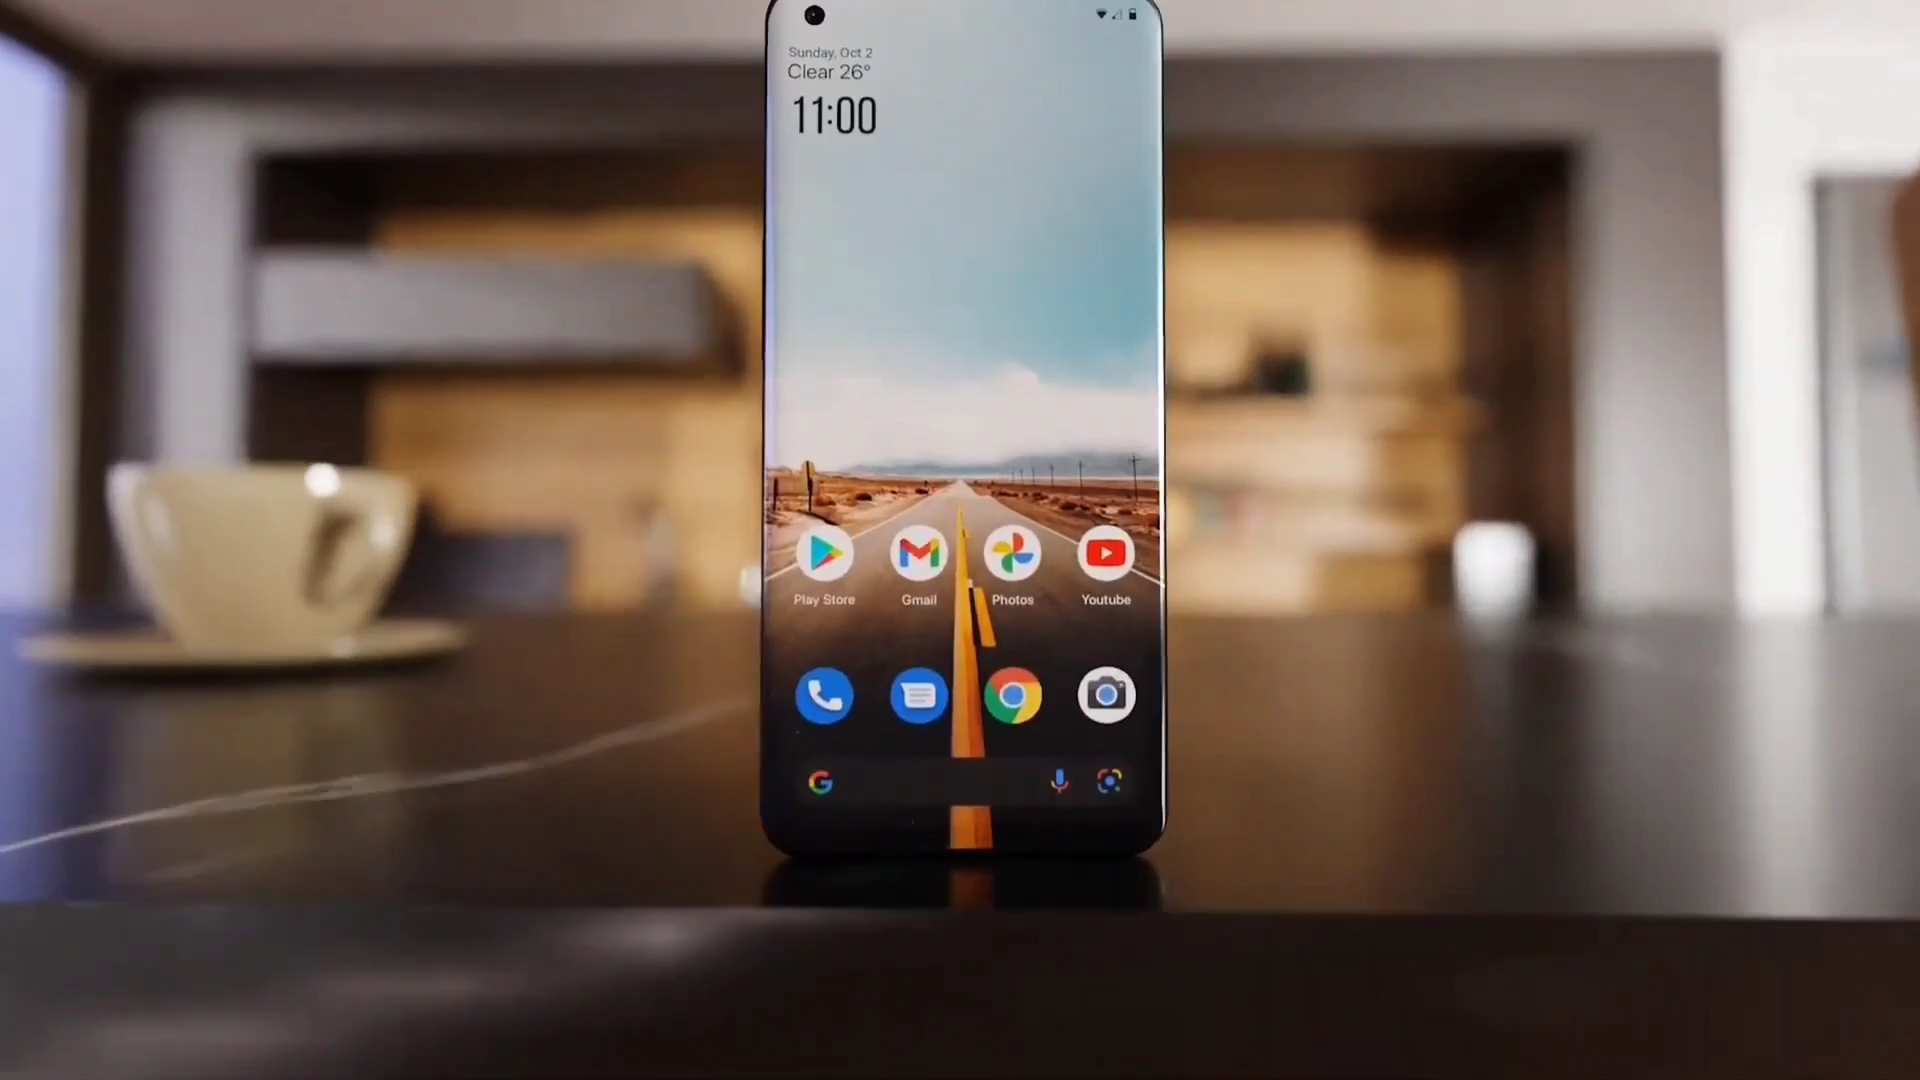 Sunday, Oct 2
Clear 26°
11:00
Play Store
Gmail
Photos
Youtube